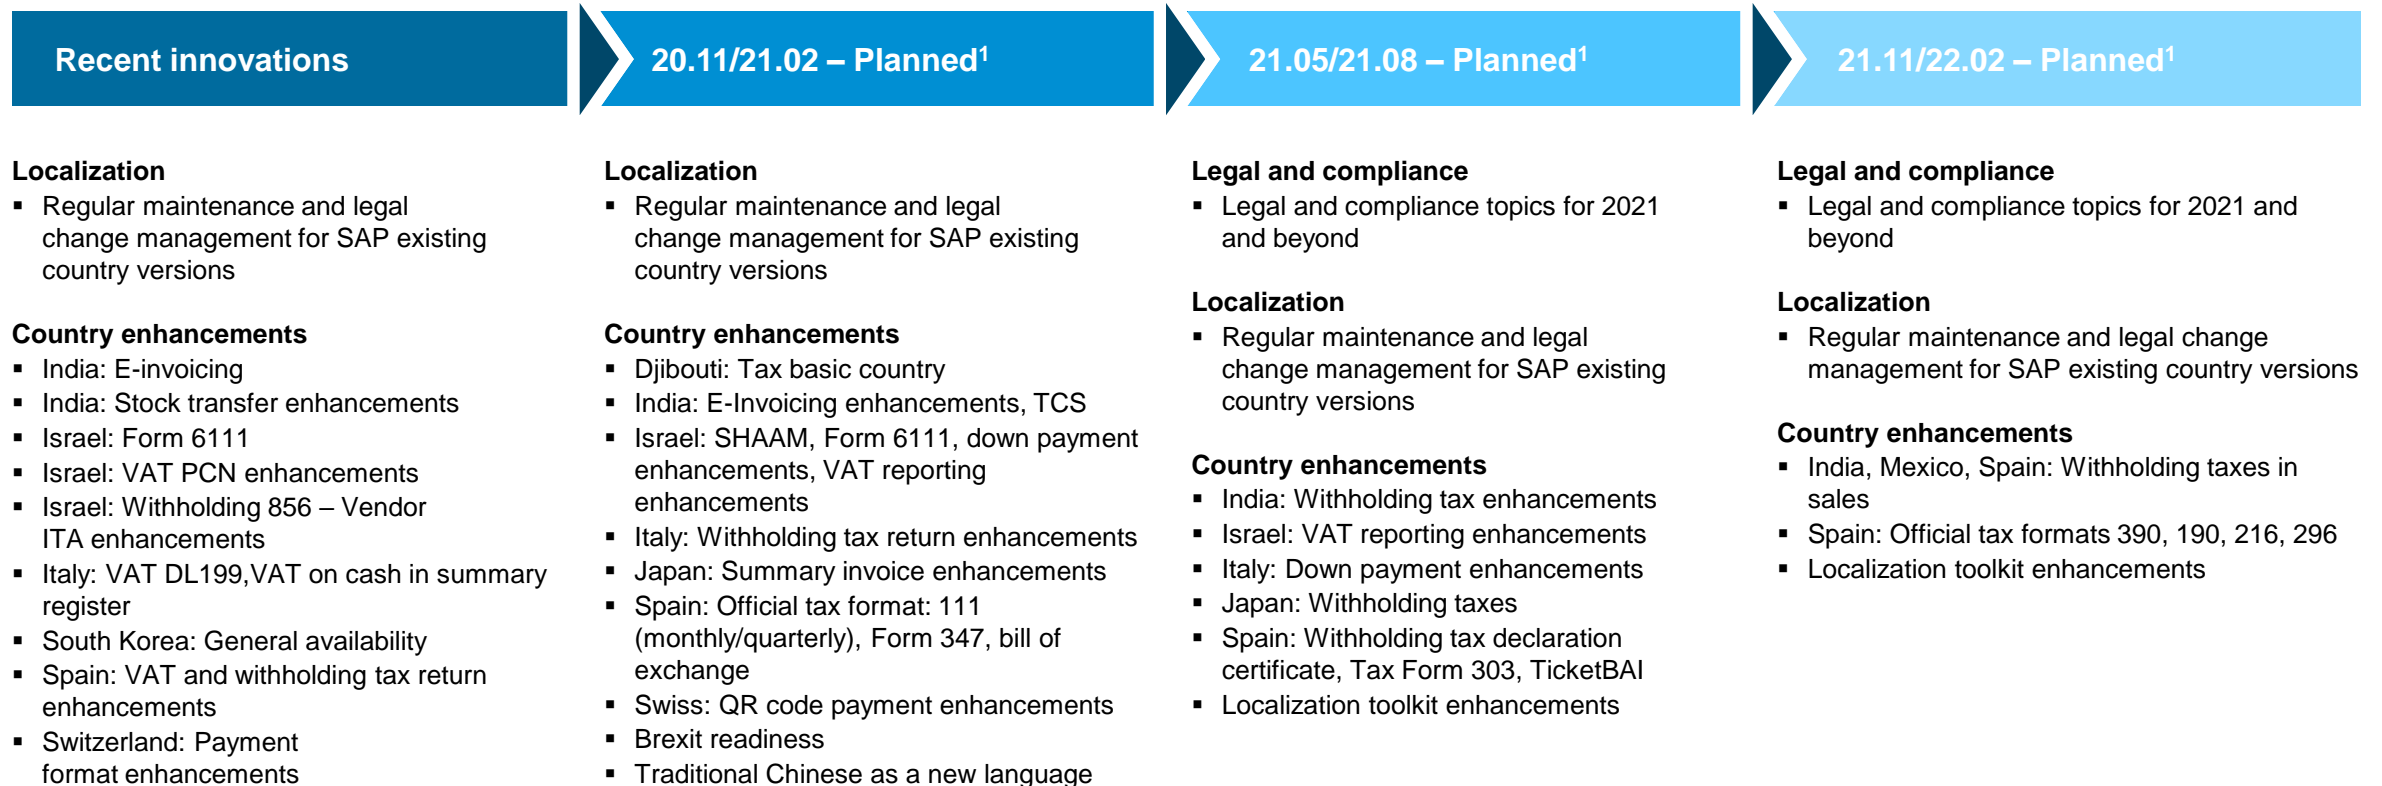 Recent innovations
20.11/21.02 – Planned¹
21.05/21.08 – Planned¹
21.11/22.02 – Planned¹
Localization
▪ Regular maintenance and legal
change management for SAP existing
country versions
Country enhancements
▪ India: E-invoicing
▪ India: Stock transfer enhancements
▪ Israel: Form 6111
▪ Israel: VAT PCN enhancements
▪ Israel: Withholding 856 – Vendor
ITA enhancements
▪ Italy: VAT DL199,VAT on cash in summary
register
▪ South Korea: General availability
▪ Spain: VAT and withholding tax return
enhancements
▪ Switzerland: Payment
format enhancements
Localization
▪ Regular maintenance and legal
change management for SAP existing
country versions
Country enhancements
▪ Djibouti: Tax basic country
▪ India: E-Invoicing enhancements, TCS
▪ Israel: SHAAM, Form 6111, down payment
enhancements, VAT reporting
enhancements
▪ Italy: Withholding tax return enhancements
▪ Japan: Summary invoice enhancements
▪ Spain: Official tax format: 111
(monthly/quarterly), Form 347, bill of
exchange
▪ Swiss: QR code payment enhancements
▪ Brexit readiness
▪ Traditional Chinese as a new language
Legal and compliance
▪ Legal and compliance topics for 2021
and beyond
Localization
▪ Regular maintenance and legal
change management for SAP existing
country versions
Country enhancements
▪ India: Withholding tax enhancements
▪ Israel: VAT reporting enhancements
▪ Italy: Down payment enhancements
▪ Japan: Withholding taxes
▪ Spain: Withholding tax declaration
certificate, Tax Form 303, TicketBAI
▪ Localization toolkit enhancements
Legal and compliance
▪ Legal and compliance topics for 2021 and
beyond
Localization
▪ Regular maintenance and legal change
management for SAP existing country versions
Country enhancements
▪ India, Mexico, Spain: Withholding taxes in
sales
▪ Spain: Official tax formats 390, 190, 216, 296
▪ Localization toolkit enhancements